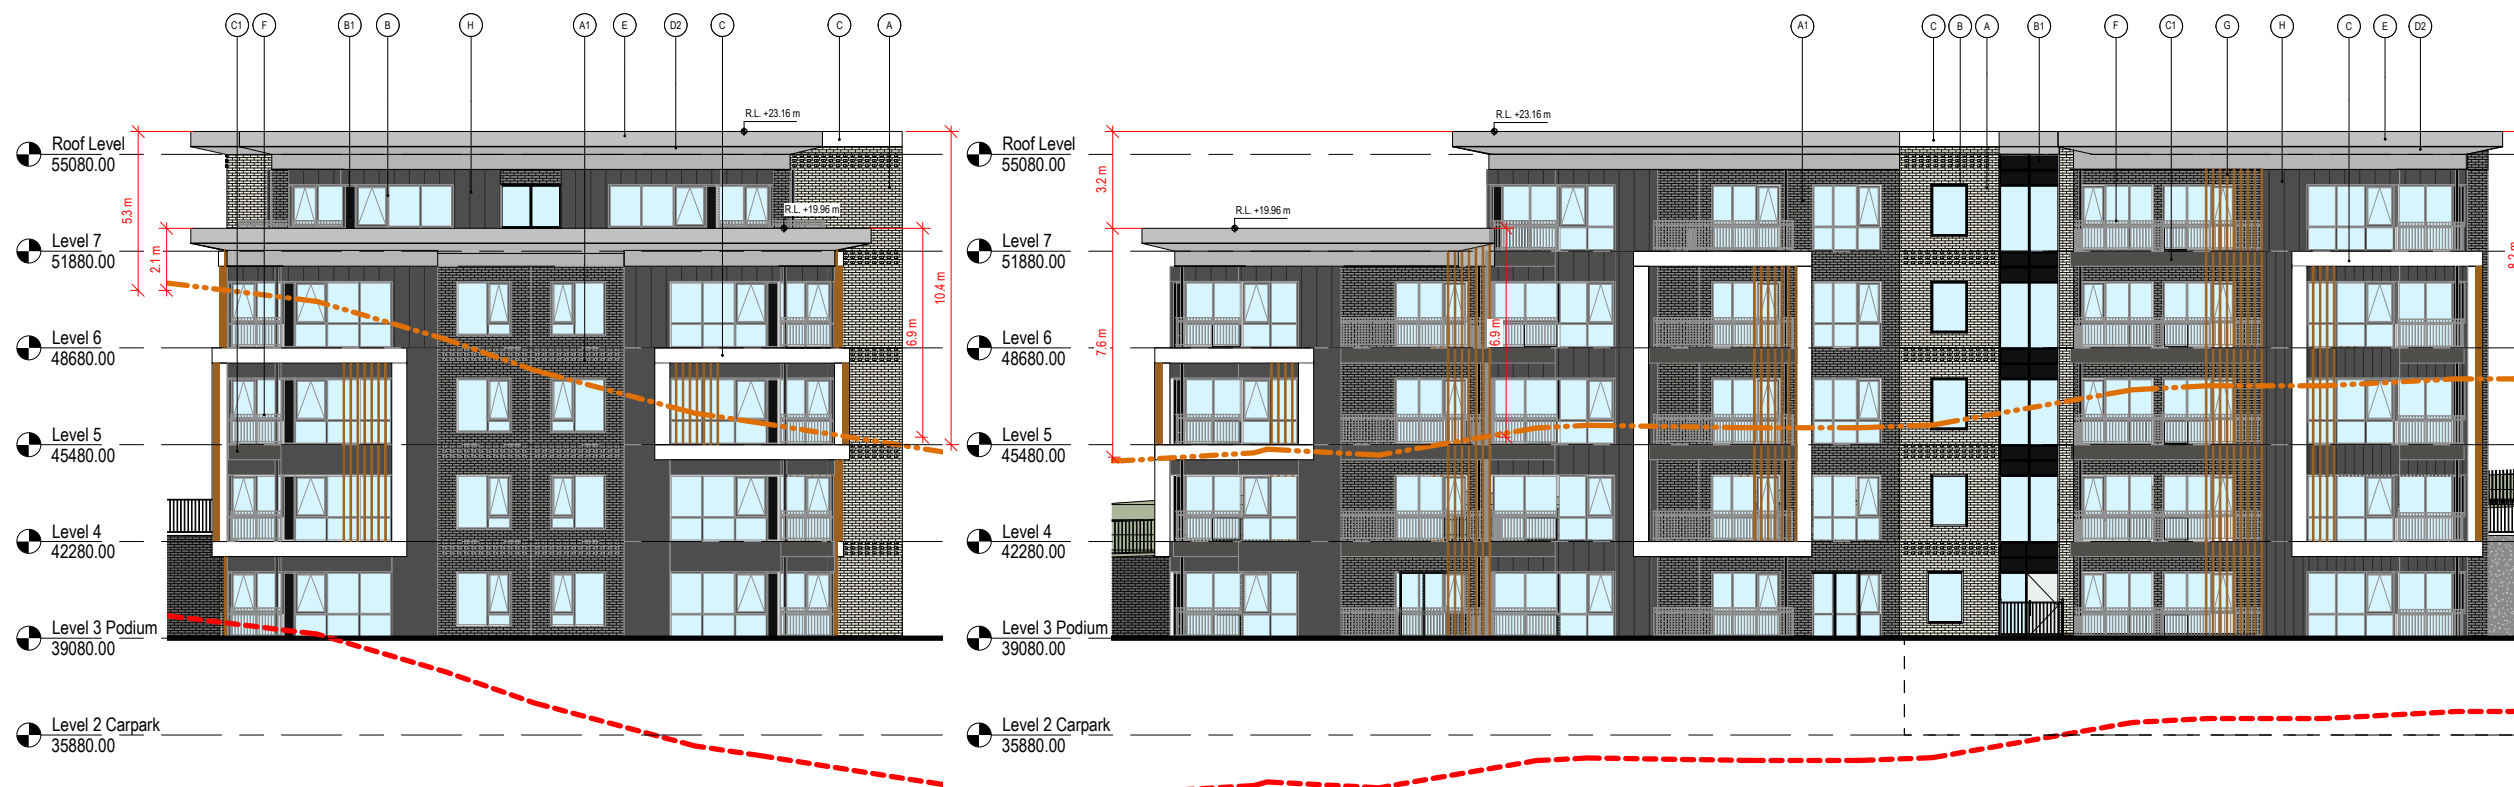 C1 F B1 B H A1 E D2 C C A
A1 C B A B1 F C1 G H C E D2
R.L. +23.16 m
R.L. +23.16 m
Roof Level
55080.00
Roof Level
55080.00
5.3 m
3.2 m
R.L. +19.96 m
R.L. +19.96 m
Level 7
51880.00
2.1 m
Level 7
51880.00
10.4 m
6.9 m
7.6 m
6.9 m
Level 6
48680.00
Level 6
48680.00
Level 5
45480.00
Level 5
45480.00
Level 4
42280.00
Level 4
42280.00
Level 3 Podium
39080.00
Level 3 Podium
39080.00
Level 2 Carpark
35880.00
Level 2 Carpark
35880.00